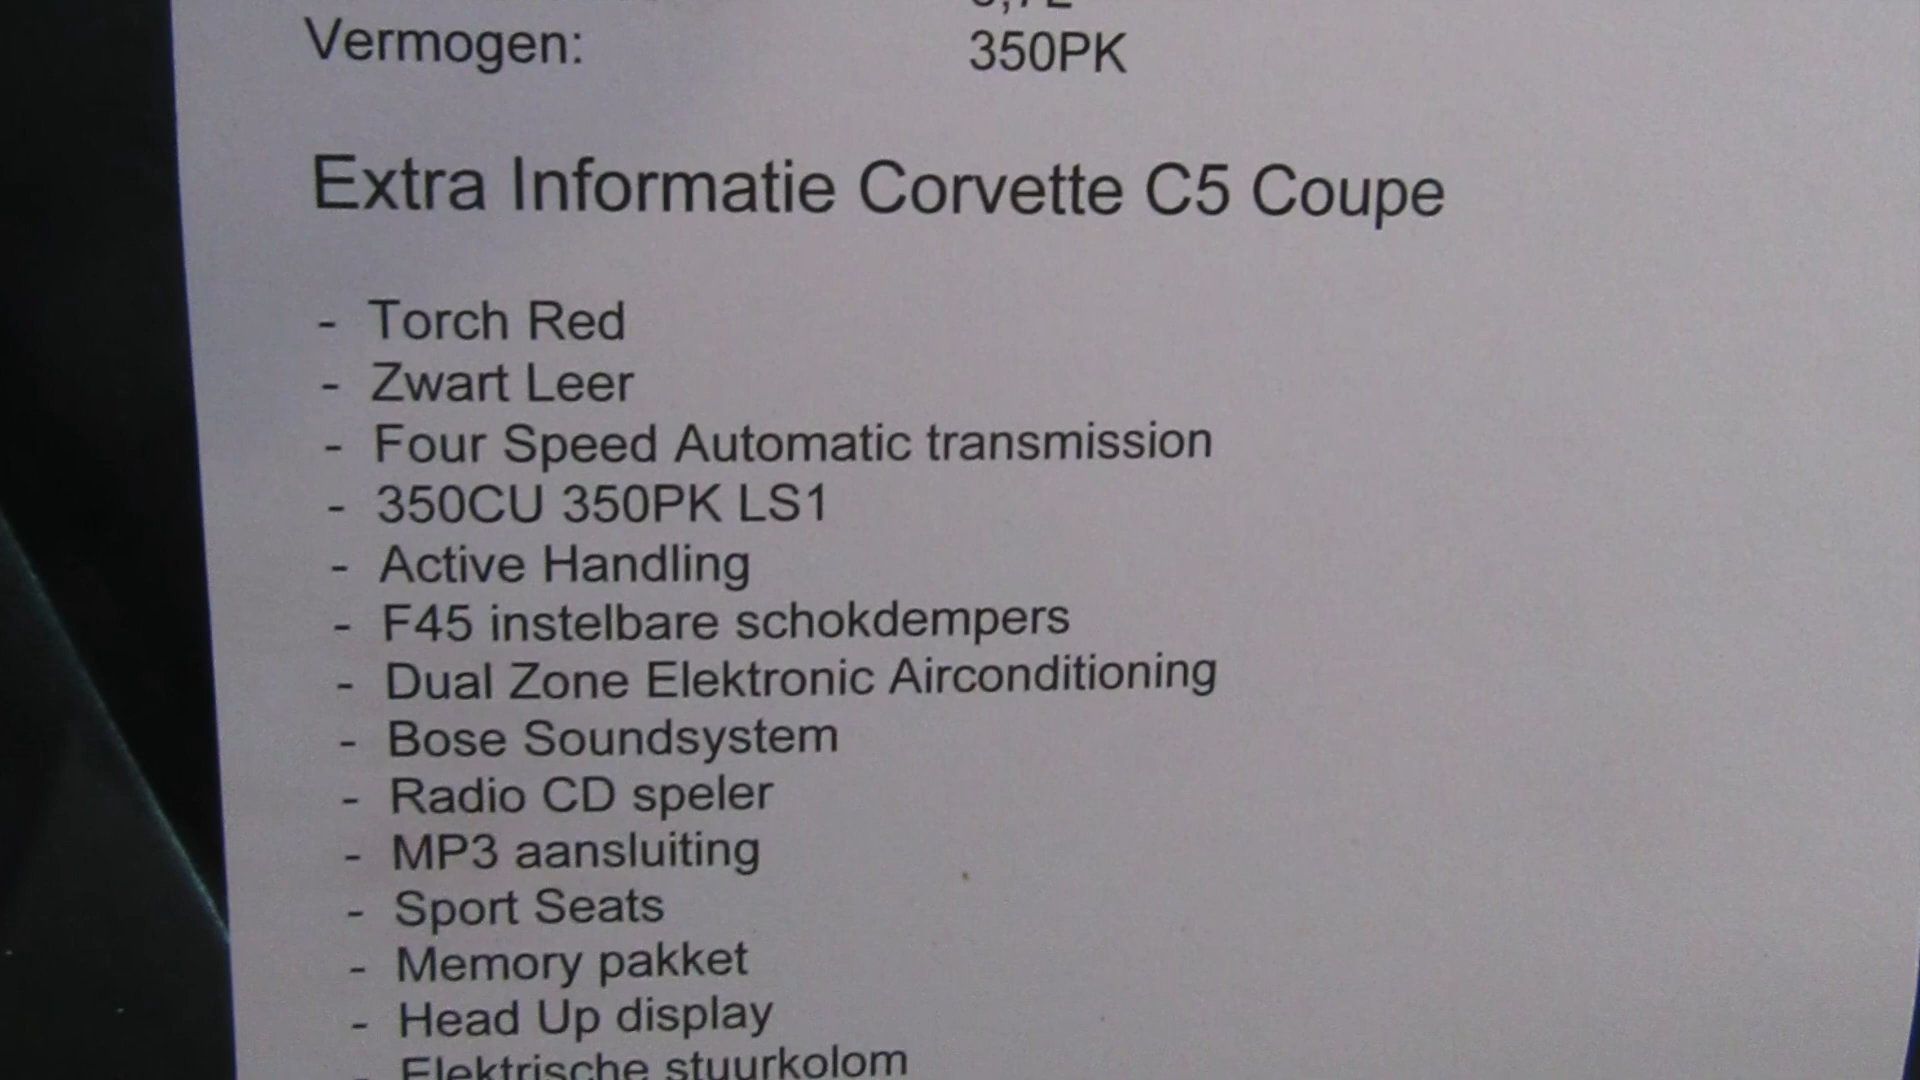 Vermogen: 350PK
Extra Informatie Corvette C5 Coupe
- Torch Red
- Zwart Leer
- Four Speed Automatic transmission
- 350CU 350PK LS1
- Active Handling
- F45 instelbare schokdempers
- Dual Zone Elektronic Airconditioning
- Bose Soundsystem
- Radio CD speler
- MP3 aansluiting
- Sport Seats
- Memory pakket
- Head Up display
- Elektrische stuurkolom